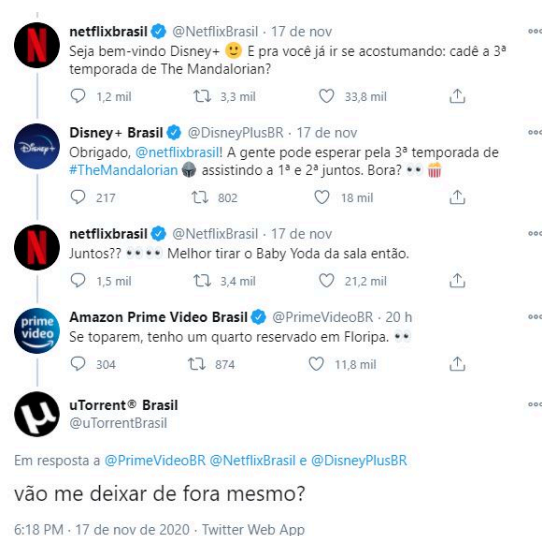 netflixbrasil @NetflixBrasil · 17 de nov
Seja bem-vindo Disney+ 🙂 E pra você já ir se acostumando: cadê a 3ª
temporada de The Mandalorian?
1,2 mil 3,3 mil 33,8 mil
Disney+
Disney+ Brasil @DisneyPlusBR · 17 de nov
Obrigado, @netflixbrasil! A gente pode esperar pela 3ª temporada de
#TheMandalorian assistindo a 1ª e 2ª juntos. Bora? 👀 🍿
217 802 18 mil
netflixbrasil @NetflixBrasil · 17 de nov
Juntos?? 👀 👀 Melhor tirar o Baby Yoda da sala então.
1,5 mil 3,4 mil 21,2 mil
prime
video
Amazon Prime Video Brasil @PrimeVideoBR · 20 h
Se toparem, tenho um quarto reservado em Floripa. 👀
304 874 11,8 mil
uTorrent® Brasil
@uTorrentBrasil
Em resposta a @PrimeVideoBR @NetflixBrasil e @DisneyPlusBR
vão me deixar de fora mesmo?
6:18 PM · 17 de nov de 2020 · Twitter Web App